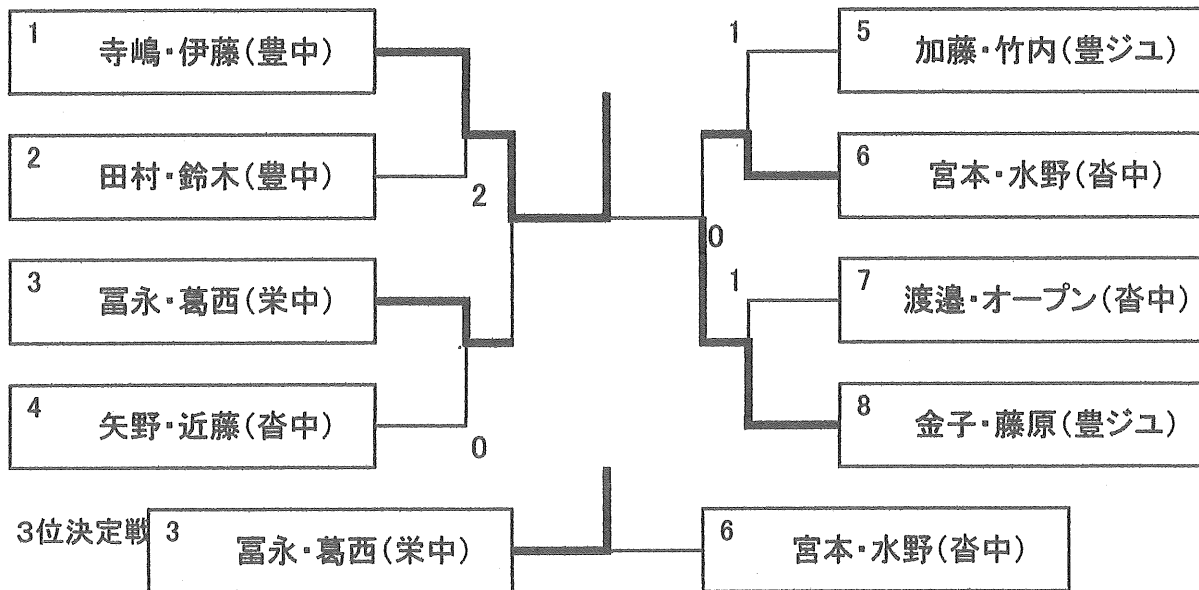 1 寺嶋・伊藤(豊中)
2 田村・鈴木(豊中)
2
3 冨永・葛西(栄中)
4 矢野・近藤(沓中)
0
1
5 加藤・竹内(豊ジユ)
6 宮本・水野(沓中)
0
1
7 渡邉・オープン(沓中)
8 金子・藤原(豊ジユ)
3位決定戦
3 冨永・葛西(栄中)
6 宮本・水野(沓中)